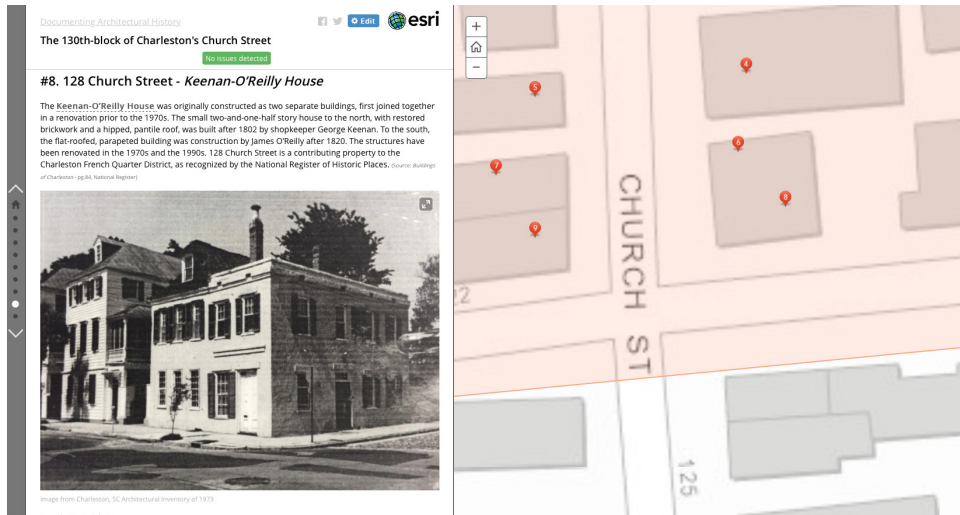 Documenting Architectural History
Edit
esri
The 130th-block of Charleston's Church Street
No issues detected
#8. 128 Church Street - Keenan-O'Reilly House
The Keenan-O'Reilly House was originally constructed as two separate buildings, first joined together
in a renovation prior to the 1970s. The small two-and-one-half story house to the north, with restored
brickwork and a hipped, pantile roof, was built after 1802 by shopkeeper George Keenan. To the south,
the flat-roofed, parapeted building was construction by James O'Reilly after 1820. The structures have
been renovated in the 1970s and the 1990s. 128 Church Street is a contributing property to the
Charleston French Quarter District, as recognized by the National Register of Historic Places. (Source: Buildings
of Charleston - pg.84, National Register)
Image from Charleston, SC Architectural Inventory of 1973
+
−
4
5
6
7
8
9
CHURCH ST
22
125